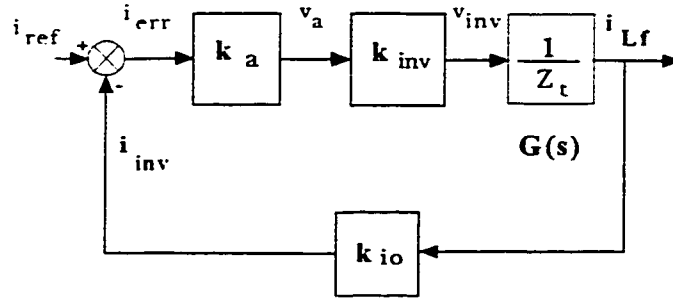 i ref
+
-
i err
k a
v a
k inv
v inv
1
Z t
i Lf
G(s)
i inv
k io